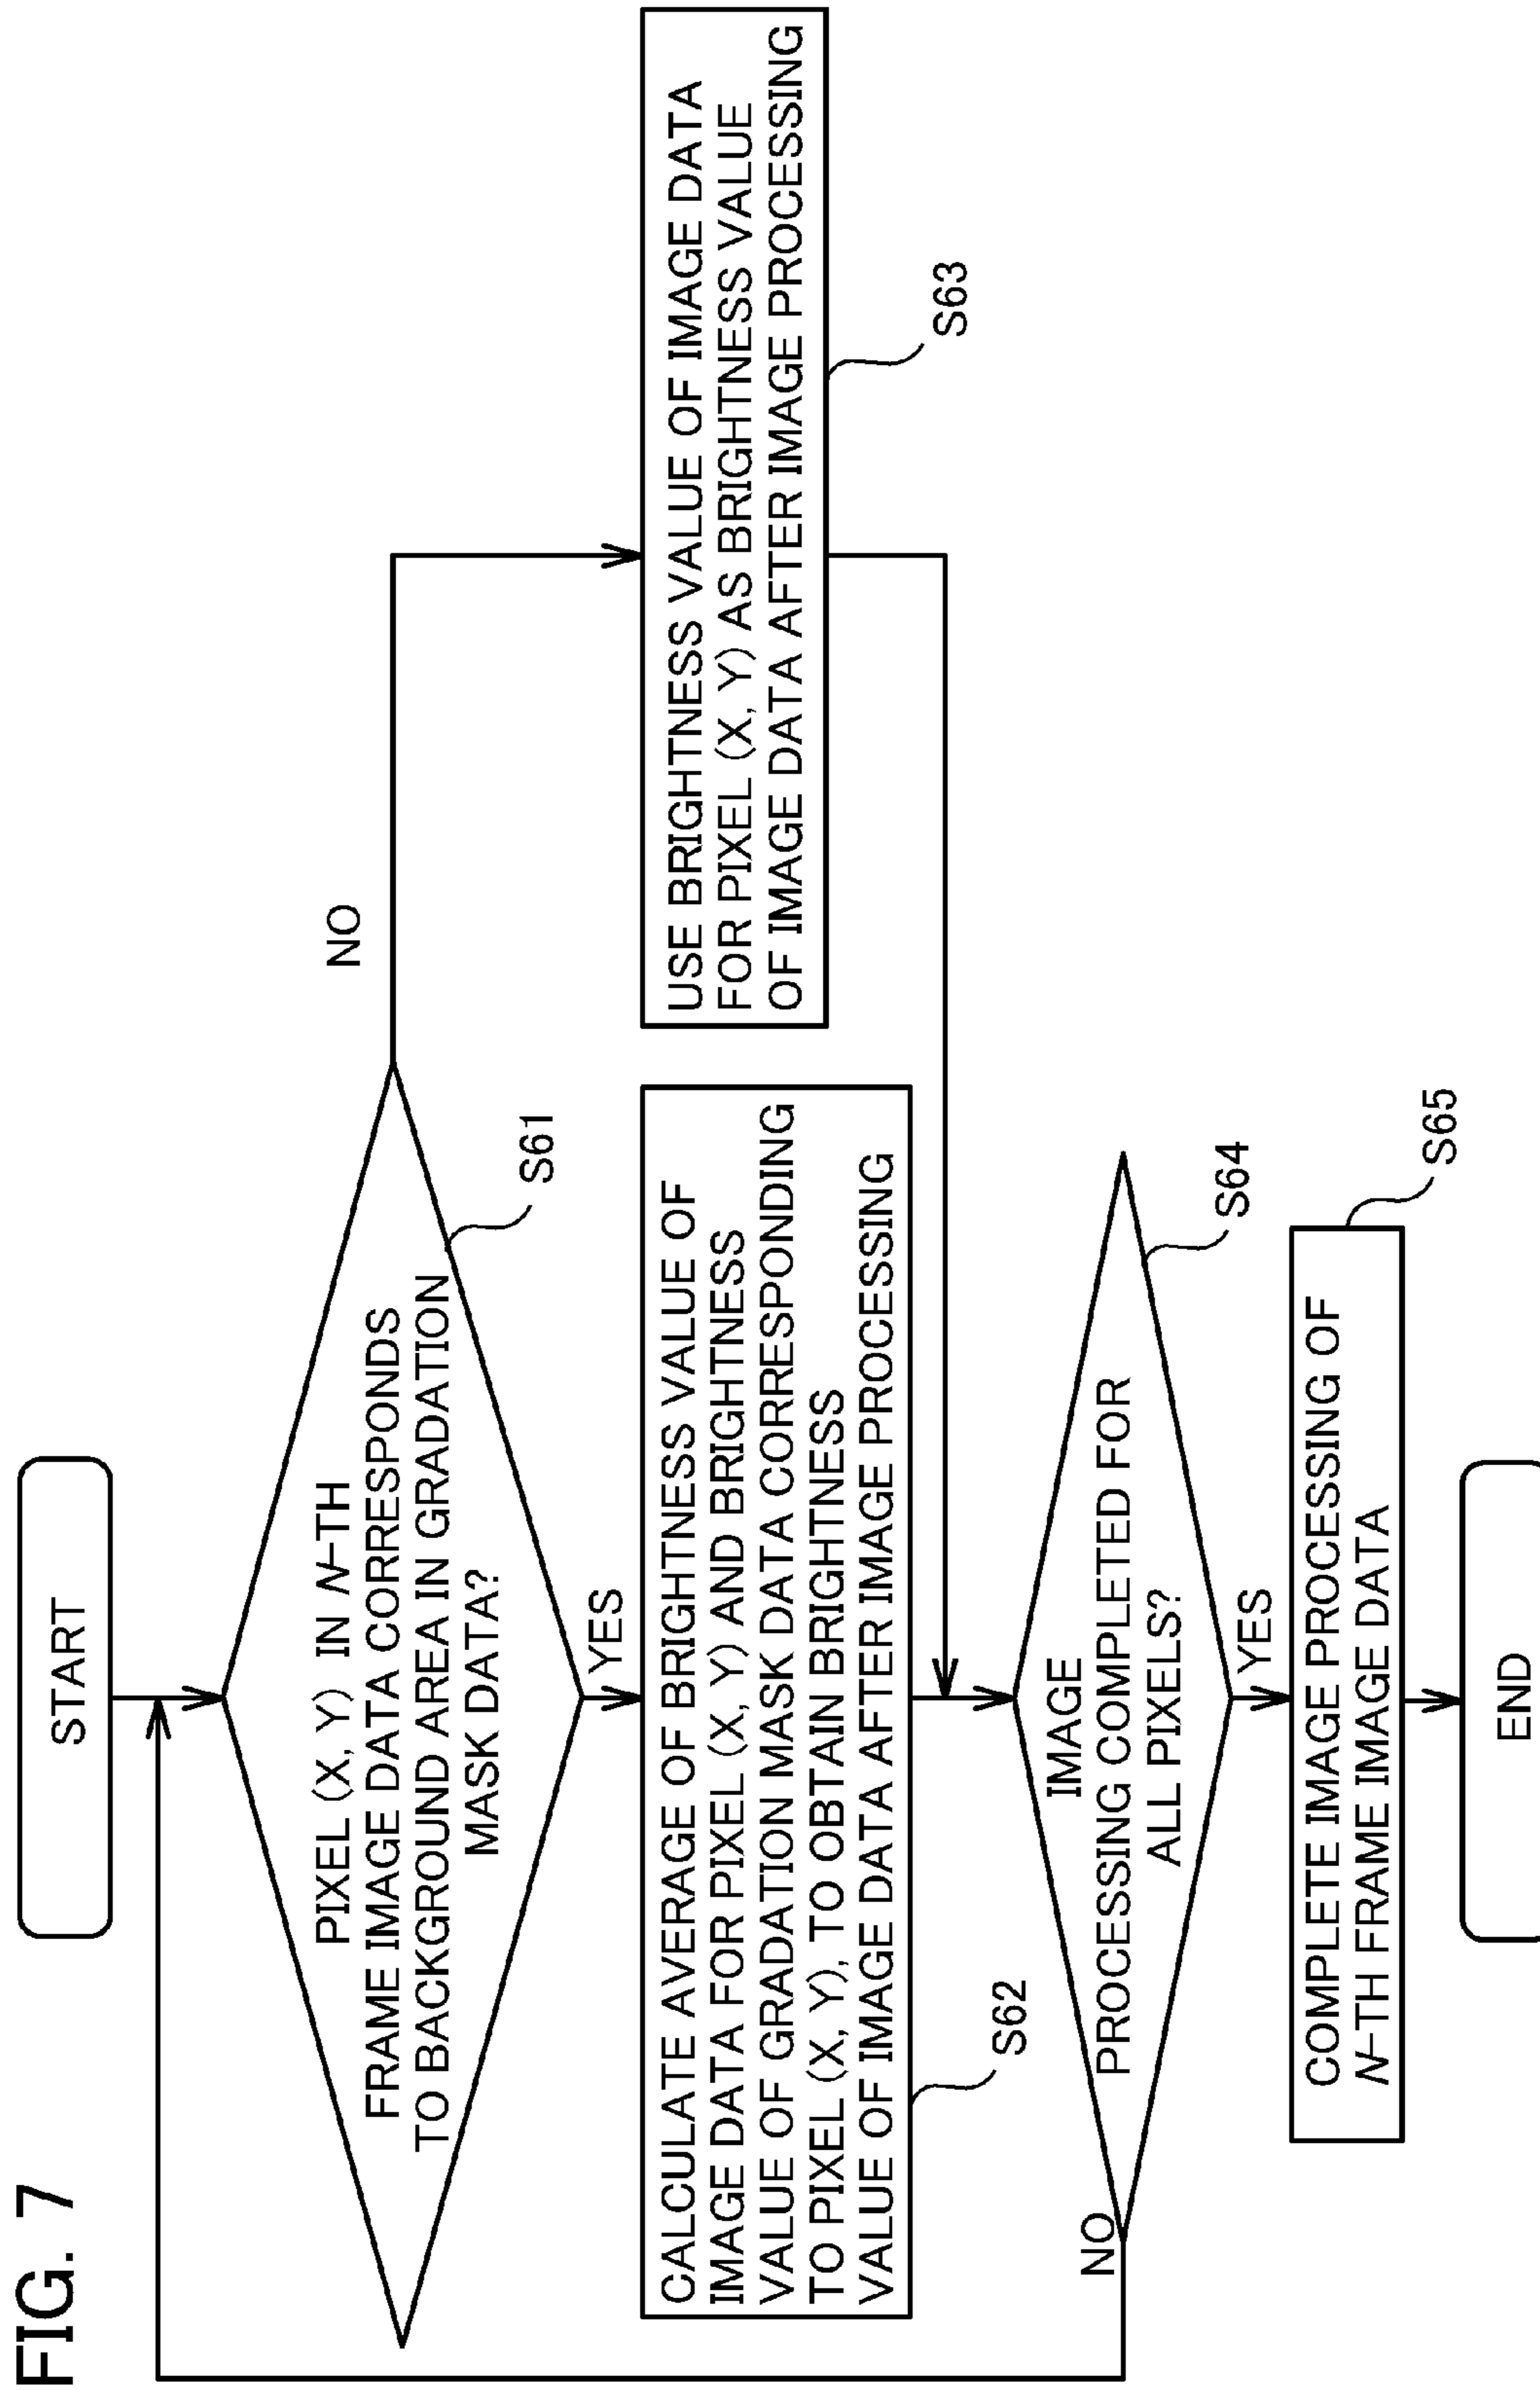 FIG. 7
START
PIXEL (X, Y) IN N-TH
FRAME IMAGE DATA CORRESPONDS
TO BACKGROUND AREA IN GRADATION
MASK DATA?
S61
NO
YES
CALCULATE AVERAGE OF BRIGHTNESS VALUE OF
IMAGE DATA FOR PIXEL (X, Y) AND BRIGHTNESS
VALUE OF GRADATION MASK DATA CORRESPONDING
TO PIXEL (X, Y), TO OBTAIN BRIGHTNESS
VALUE OF IMAGE DATA AFTER IMAGE PROCESSING
S62
USE BRIGHTNESS VALUE OF IMAGE DATA
FOR PIXEL (X, Y) AS BRIGHTNESS VALUE
OF IMAGE DATA AFTER IMAGE PROCESSING
S63
IMAGE
PROCESSING COMPLETED FOR
ALL PIXELS?
S64
NO
YES
COMPLETE IMAGE PROCESSING OF
N-TH FRAME IMAGE DATA
S65
END